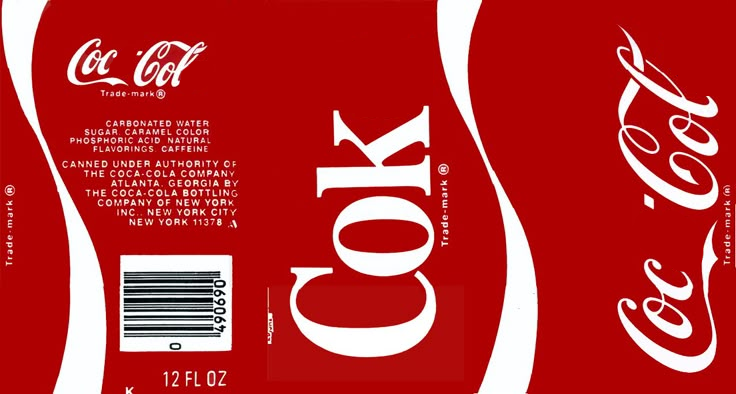 Coc Col
Trade-mark ®
CARBONATED WATER
SUGAR. CARAMEL COLOR
PHOSPHORIC ACID NATURAL
FLAVORINGS. CAFFEINE
CANNED UNDER AUTHORITY OF
THE COCA-COLA COMPANY
ATLANTA. GEORGIA BY
THE COCA-COLA BOTTLING
COMPANY OF NEW YORK
INC.. NEW YORK CITY
NEW YORK 11378
0
490690
12 FL OZ
K
Trade-mark ®
Cok
Trade-mark ®
Coc Col
Trade-mark ®